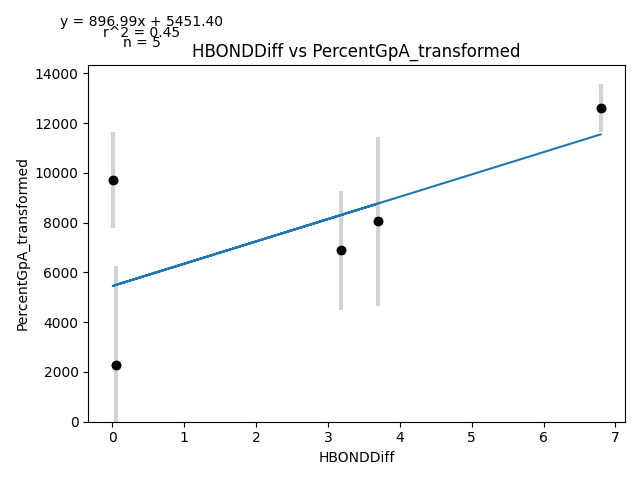 y = 896.99x + 5451.40
r^2 = 0.45
n = 5
HBONDDiff vs PercentGpA_transformed
14000
12000
10000
8000
6000
4000
2000
0
PercentGpA_transformed
0 1 2 3 4 5 6 7
HBONDDiff